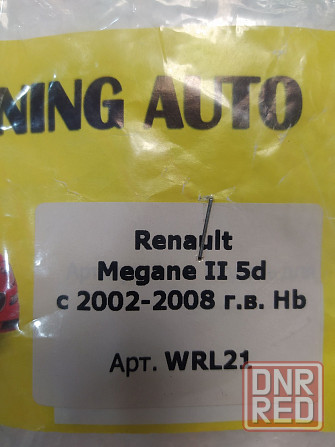 NING AUTO
Renault
Megane II 5d
с 2002-2008 г.в. Hb
Арт. WRL21
DNR
RED